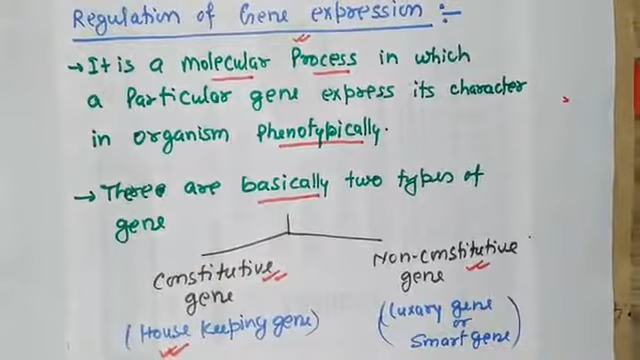 Regulation of Gene expression :-
→ It is a molecular Process in which
a Particular gene express its character
in organism Phenotypically.
→ There are basically two types of
gene
Constitutive gene
(House Keeping gene)
Non-Constitutive gene
(Luxary gene
or
Smart gene)